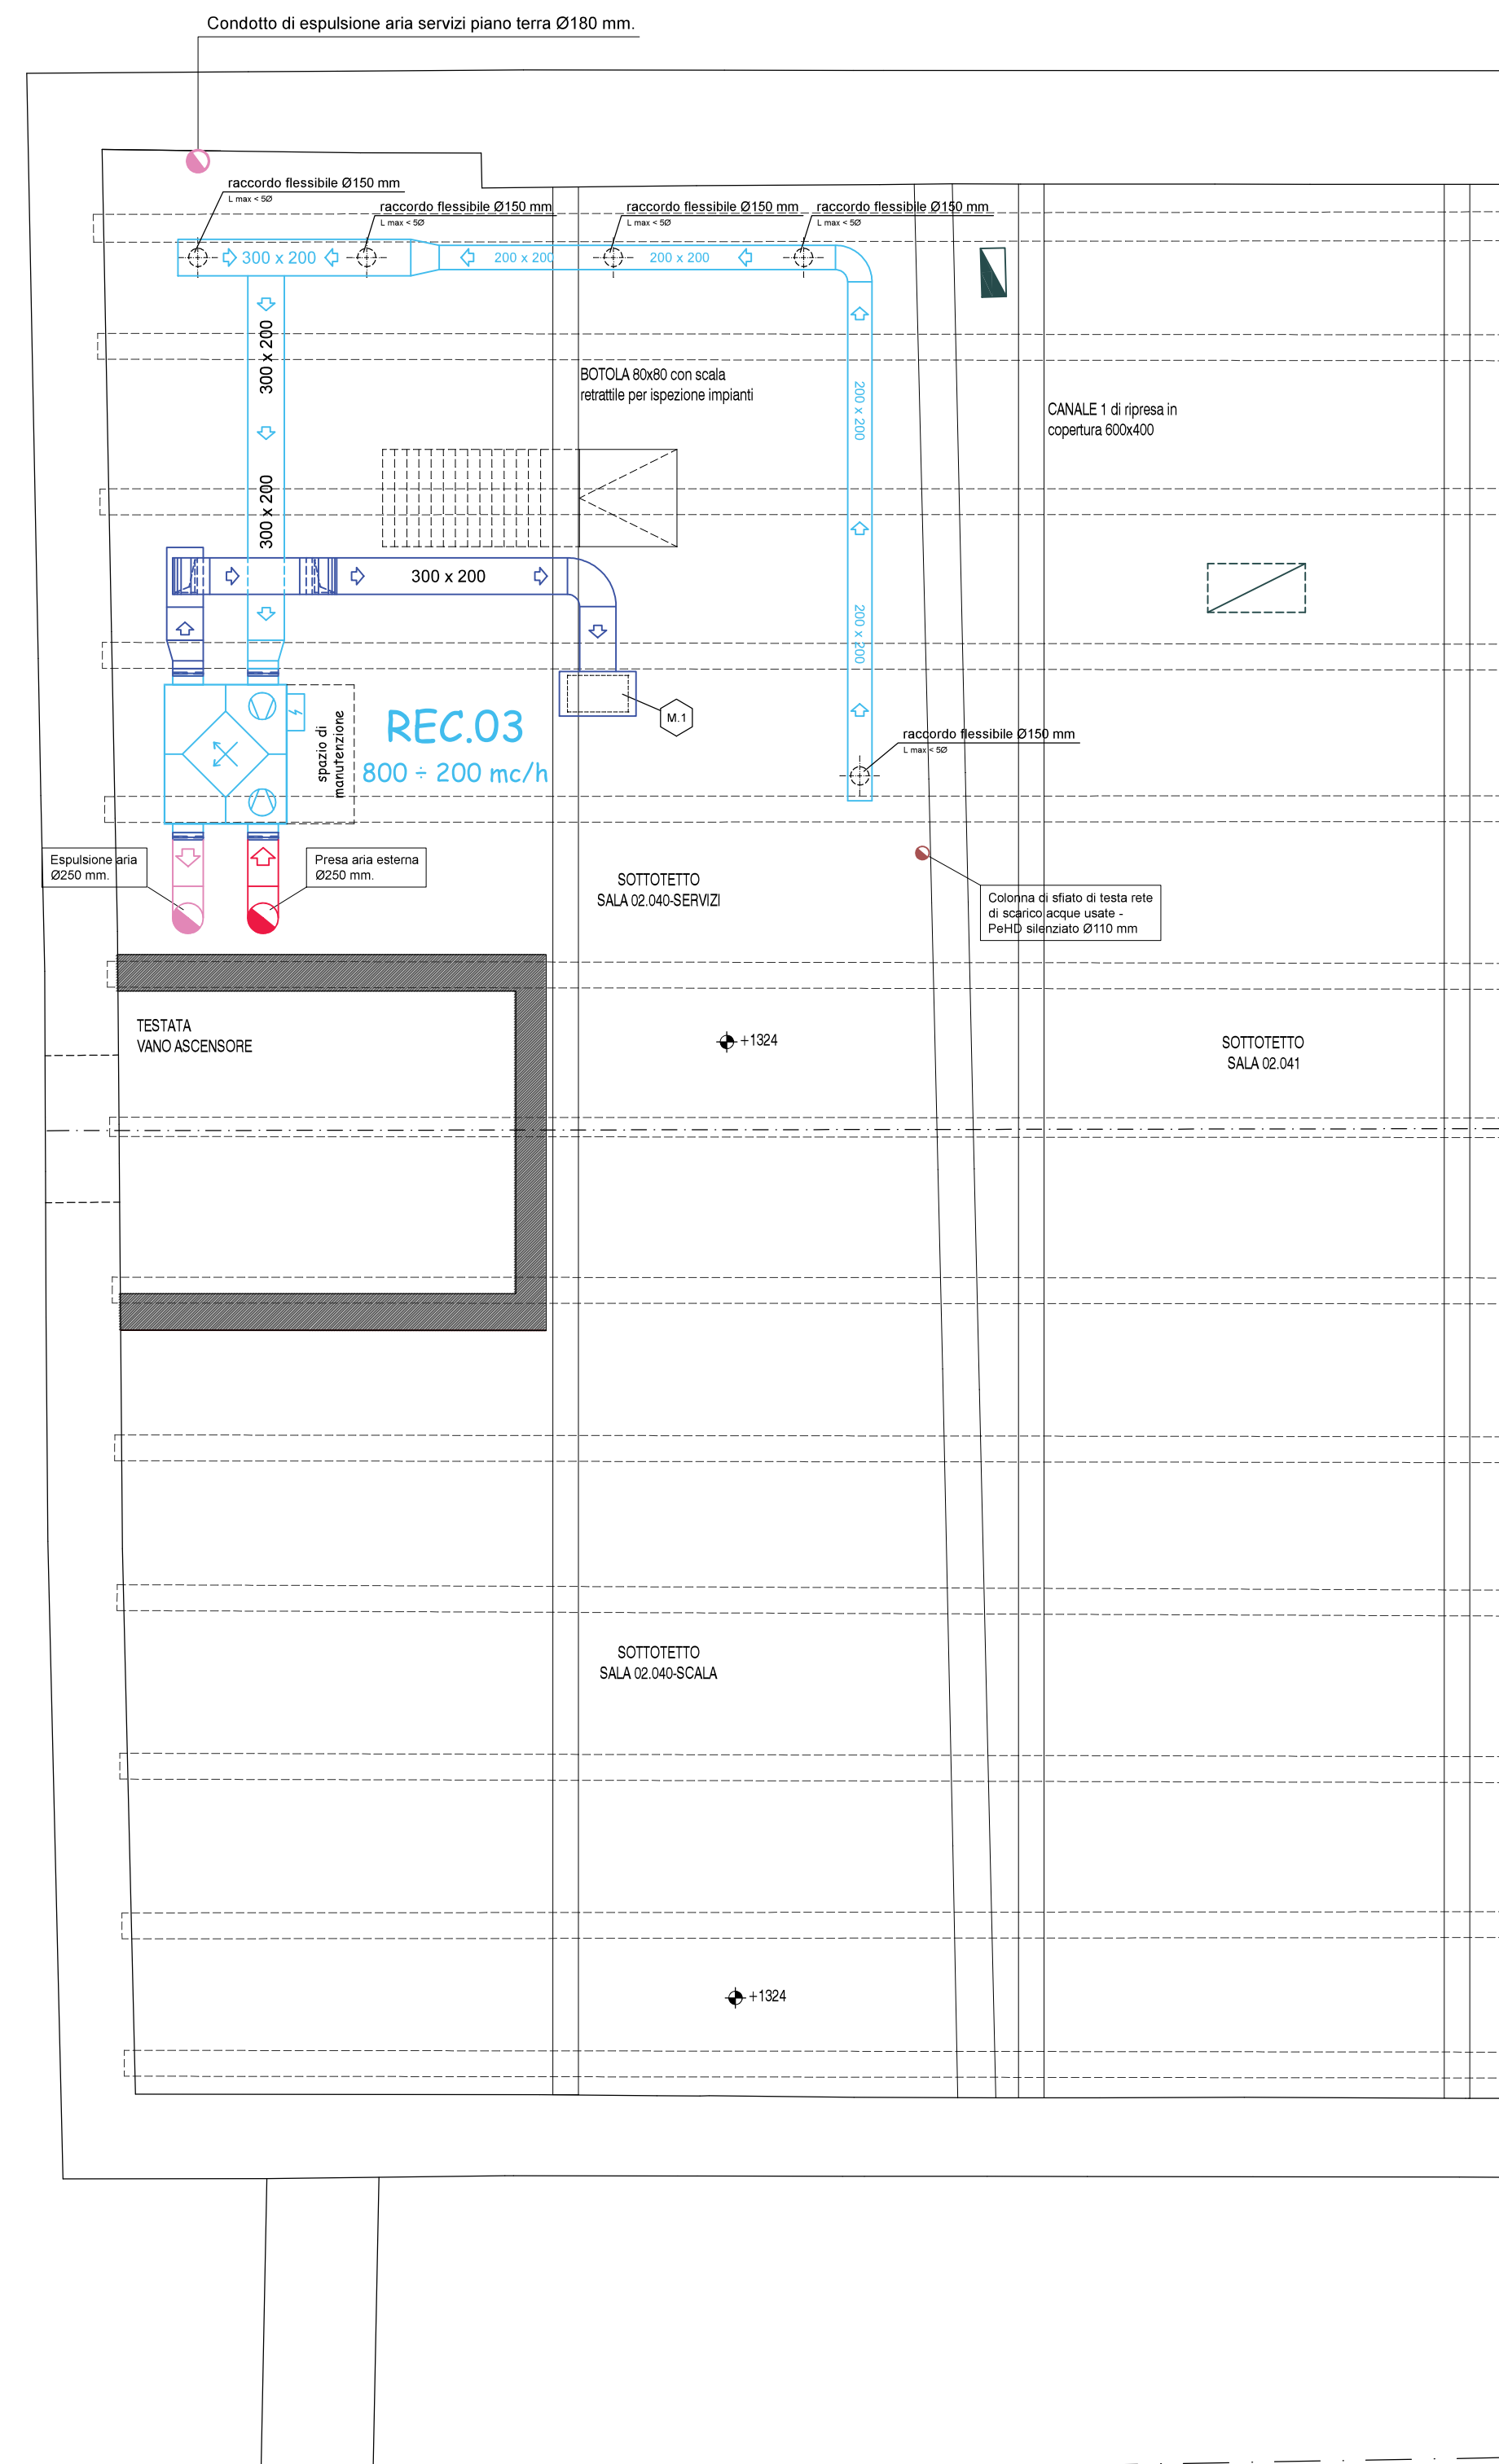 Condotto di espulsione aria servizi piano terra Ø180 mm.
raccordo flessibile Ø150 mm
L max < 5Ø
raccordo flessibile Ø150 mm
L max < 5Ø
raccordo flessibile Ø150 mm
L max < 5Ø
raccordo flessibile Ø150 mm
L max < 5Ø
300 x 200
200 x 200
200 x 200
300 x 200
BOTOLA 80x80 con scala
retrattile per ispezione impianti
200 x 200
CANALE 1 di ripresa in
copertura 600x400
300 x 200
300 x 200
200 x 200
M.1
REC.03
800 ÷ 200 mc/h
spazio di
manutenzione
raccordo flessibile Ø150 mm
L max < 5Ø
Espulsione aria
Ø250 mm.
Presa aria esterna
Ø250 mm.
SOTTOTETTO
SALA 02.040-SERVIZI
Colonna di sfiato di testa rete
di scarico acque usate -
PeHD silenziato Ø110 mm
TESTATA
VANO ASCENSORE
+1324
SOTTOTETTO
SALA 02.041
SOTTOTETTO
SALA 02.040-SCALA
+1324